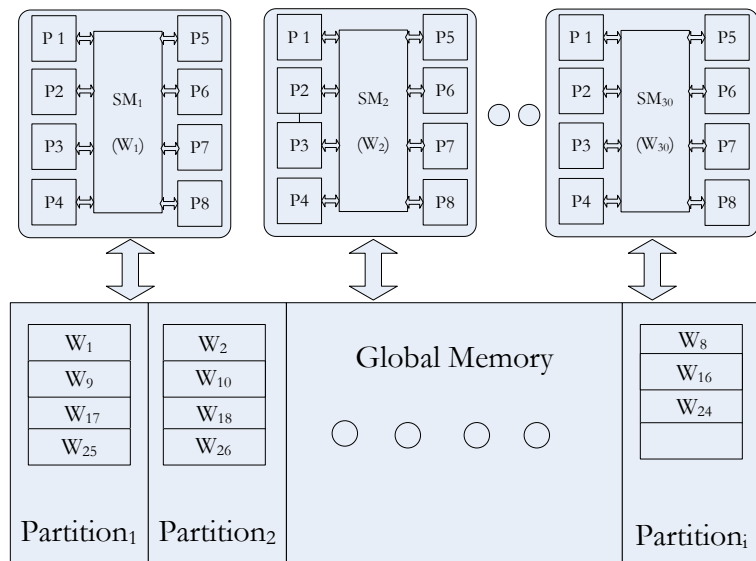 P 1 P5 P 1 P5 P 1 P5
P2 P6 P2 P6 P2 P6
SM₁ SM₂ SM₃₀
P3 (W₁) P7 P3 (W₂) P7 P3 (W₃₀) P7
P4 P8 P4 P8 P4 P8
W₁ W₂ W₈
Global Memory
W₉ W₁₀ W₁₆
W₁₇ W₁₈ W₂₄
W₂₅ W₂₆
Partition₁ Partition₂ Partitionᵢ